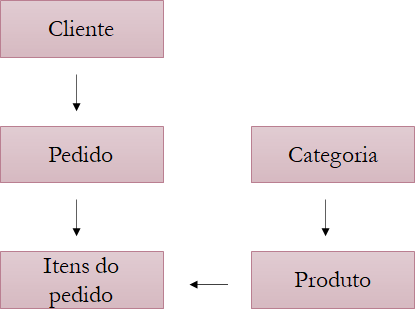 Cliente
Pedido
Categoria
Itens do
pedido
Produto